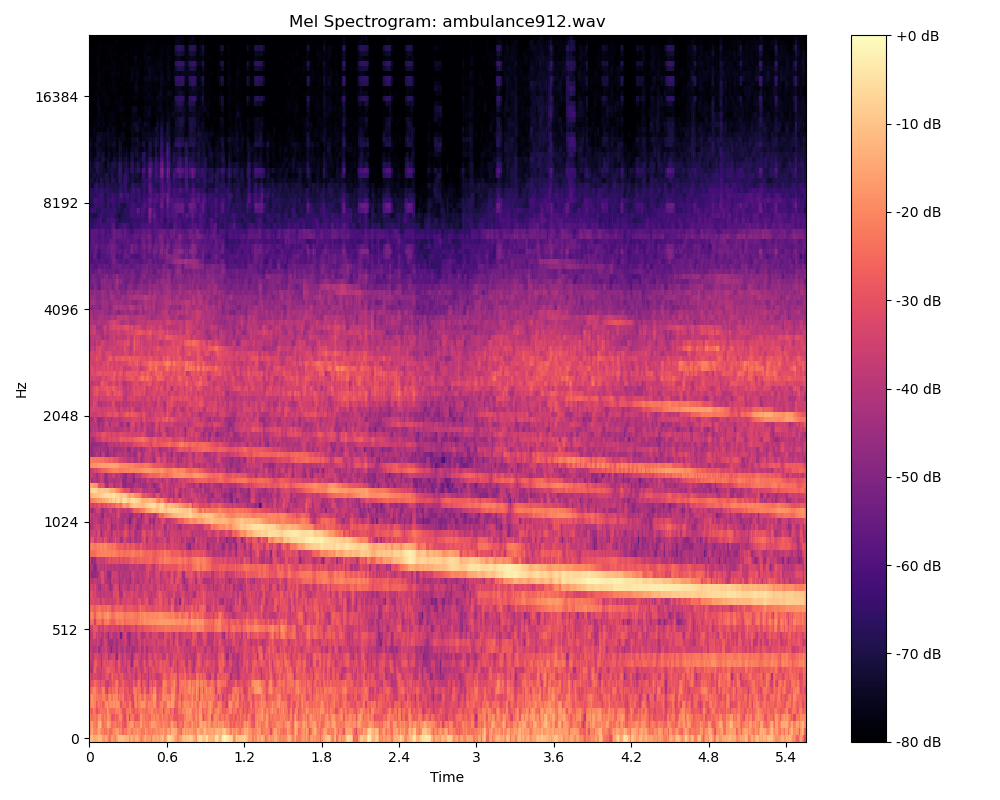 Mel Spectrogram: ambulance912.wav
+0 dB
16384
-10 dB
-20 dB
8192
-30 dB
4096
Hz
-40 dB
2048
-50 dB
1024
-60 dB
512
-70 dB
0
-80 dB
0 0.6 1.2 1.8 2.4 3 3.6 4.2 4.8 5.4
Time